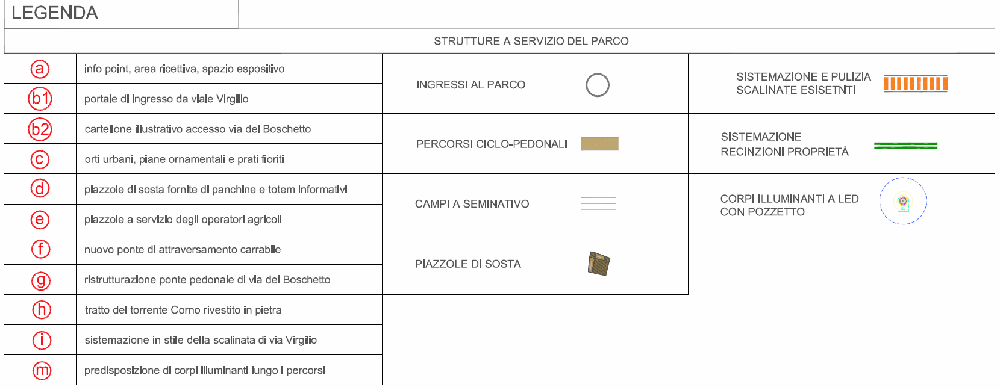 LEGENDA
STRUTTURE A SERVIZIO DEL PARCO
a info point, area ricettiva, spazio espositivo
b1 portale di ingresso da viale Virgilio
b2 cartellone illustrativo accesso via del Boschetto
c orti urbani, piane ornamentali e prati fioriti
d piazzole di sosta fornite di panchine e totem informativi
e piazzole a servizio degli operatori agricoli
f nuovo ponte di attraversamento carrabile
g ristrutturazione ponte pedonale di via del Boschetto
h tratto del torrente Corno rivestito in pietra
i sistemazione in stile della scalinata di via Virgilio
m predisposizione di corpi illuminanti lungo i percorsi
INGRESSI AL PARCO
PERCORSI CICLO-PEDONALI
CAMPI A SEMINATIVO
PIAZZOLE DI SOSTA
SISTEMAZIONE E PULIZIA
SCALINATE ESISETNTI
SISTEMAZIONE
RECINZIONI PROPRIETÀ
CORPI ILLUMINANTI A LED
CON POZZETTO